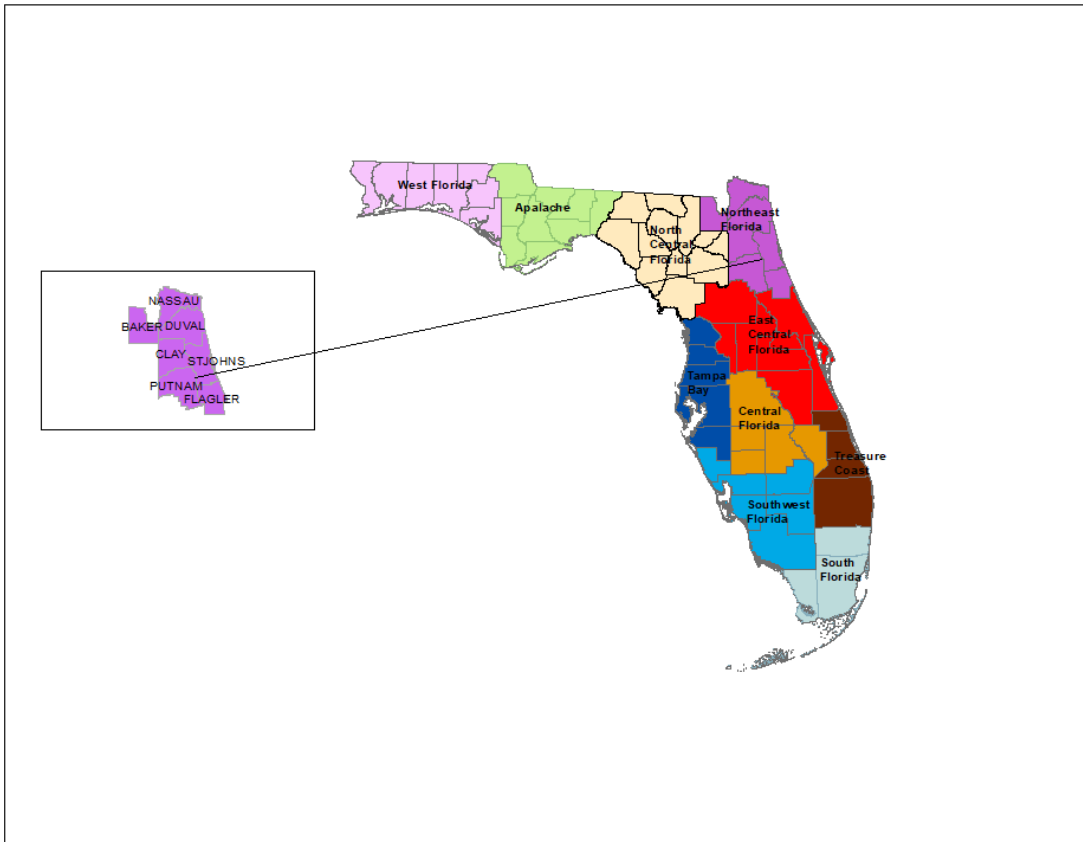 West Florida
Apalache
North
Central
Florida
Northeast
Florida
East
Central
Florida
Tampa
Bay
Central
Florida
Treasure
Coast
Southwest
Florida
South
Florida
NASSAU
BAKER
DUVAL
CLAY
STJOHNS
PUTNAM
FLAGLER